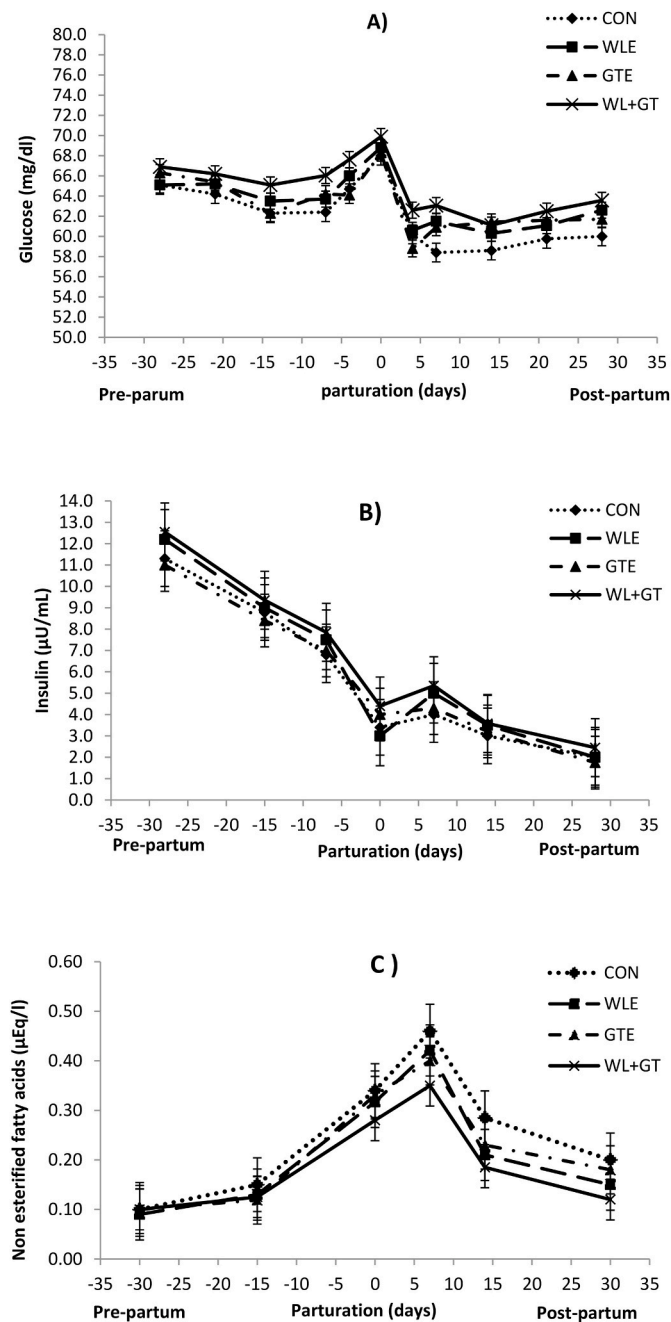 A)
CON
WLE
GTE
WL+GT
Glucose (mg/dl)
80.0
78.0
76.0
74.0
72.0
70.0
68.0
66.0
64.0
62.0
60.0
58.0
56.0
54.0
52.0
50.0
-35 -30 -25 -20 -15 -10 -5 0 5 10 15 20 25 30 35
Pre-parum parturation (days) Post-partum
B)
CON
WLE
GTE
WL+GT
Insulin (µU/mL)
14.0
13.0
12.0
11.0
10.0
9.0
8.0
7.0
6.0
5.0
4.0
3.0
2.0
1.0
0.0
-35 -30 -25 -20 -15 -10 -5 0 5 10 15 20 25 30 35
Pre-partum Parturation (days) Post-partum
C )
CON
WLE
GTE
WL+GT
Non esterified fatty acids (µEq/l)
0.60
0.50
0.40
0.30
0.20
0.10
0.00
-35 -30 -25 -20 -15 -10 -5 0 5 10 15 20 25 30 35
Pre-partum Parturation (days) Post-partum